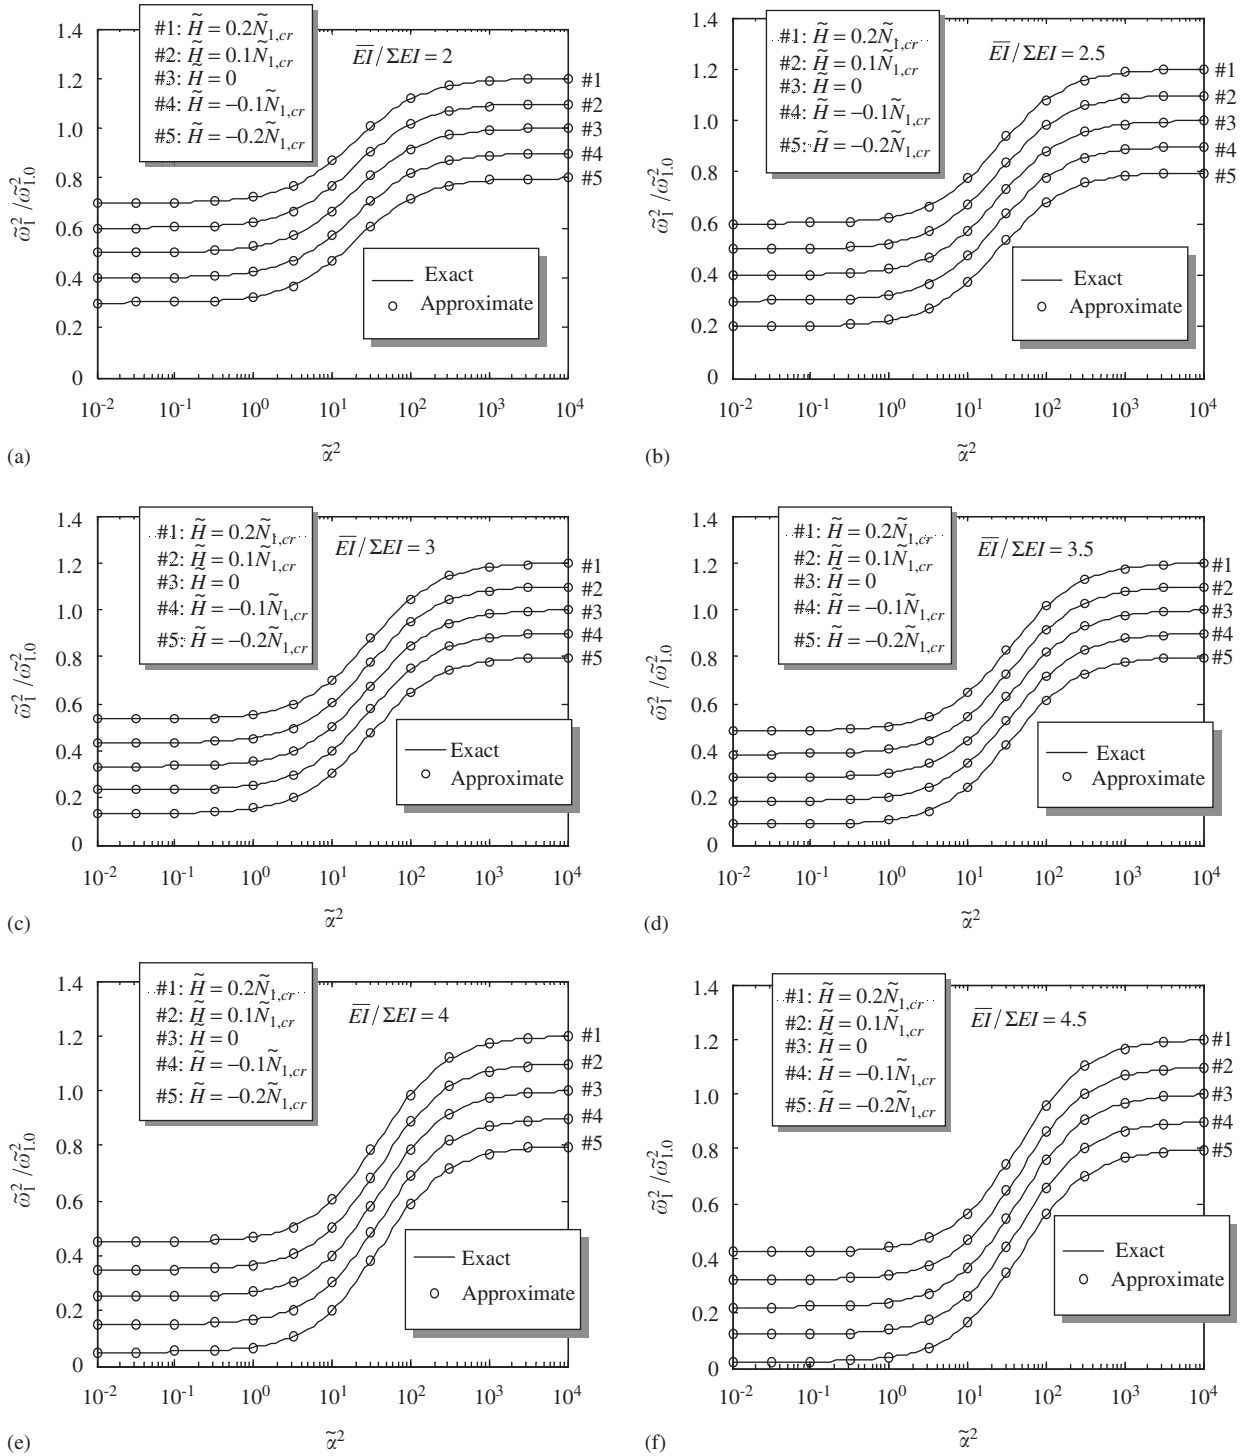 1.4
1.2
1.0
0.8
0.6
0.4
0.2
0
ω̃₁² / ω̃₁.₀²
#1: H̃ = 0.2Ñ₁,cr
#2: H̃ = 0.1Ñ₁,cr
#3: H̃ = 0
#4: H̃ = −0.1Ñ₁,cr
#5: H̃ = −0.2Ñ₁,cr
E̅I̅ / ΣEI = 2
#1
#2
#3
#4
#5
Exact
Approximate
10⁻² 10⁻¹ 10⁰ 10¹ 10² 10³ 10⁴
(a)
α̃²
1.4
1.2
1.0
0.8
0.6
0.4
0.2
0
ω̃₁² / ω̃₁.₀²
#1: H̃ = 0.2Ñ₁,cr
#2: H̃ = 0.1Ñ₁,cr
#3: H̃ = 0
#4: H̃ = −0.1Ñ₁,cr
#5: H̃ = −0.2Ñ₁,cr
E̅I̅ / ΣEI = 2.5
#1
#2
#3
#4
#5
Exact
Approximate
10⁻² 10⁻¹ 10⁰ 10¹ 10² 10³ 10⁴
(b)
α̃²
1.4
1.2
1.0
0.8
0.6
0.4
0.2
0
ω̃₁² / ω̃₁.₀²
#1: H̃ = 0.2Ñ₁,cr
#2: H̃ = 0.1Ñ₁,cr
#3: H̃ = 0
#4: H̃ = −0.1Ñ₁,cr
#5: H̃ = −0.2Ñ₁,cr
E̅I̅ / ΣEI = 3
#1
#2
#3
#4
#5
Exact
Approximate
10⁻² 10⁻¹ 10⁰ 10¹ 10² 10³ 10⁴
(c)
α̃²
1.4
1.2
1.0
0.8
0.6
0.4
0.2
0
ω̃₁² / ω̃₁.₀²
#1: H̃ = 0.2Ñ₁,cr
#2: H̃ = 0.1Ñ₁,cr
#3: H̃ = 0
#4: H̃ = −0.1Ñ₁,cr
#5: H̃ = −0.2Ñ₁,cr
E̅I̅ / ΣEI = 3.5
#1
#2
#3
#4
#5
Exact
Approximate
10⁻² 10⁻¹ 10⁰ 10¹ 10² 10³ 10⁴
(d)
α̃²
1.4
1.2
1.0
0.8
0.6
0.4
0.2
0
ω̃₁² / ω̃₁.₀²
#1: H̃ = 0.2Ñ₁,cr
#2: H̃ = 0.1Ñ₁,cr
#3: H̃ = 0
#4: H̃ = −0.1Ñ₁,cr
#5: H̃ = −0.2Ñ₁,cr
E̅I̅ / ΣEI = 4
#1
#2
#3
#4
#5
Exact
Approximate
10⁻² 10⁻¹ 10⁰ 10¹ 10² 10³ 10⁴
(e)
α̃²
1.4
1.2
1.0
0.8
0.6
0.4
0.2
0
ω̃₁² / ω̃₁.₀²
#1: H̃ = 0.2Ñ₁,cr
#2: H̃ = 0.1Ñ₁,cr
#3: H̃ = 0
#4: H̃ = −0.1Ñ₁,cr
#5: H̃ = −0.2Ñ₁,cr
E̅I̅ / ΣEI = 4.5
#1
#2
#3
#4
#5
Exact
Approximate
10⁻² 10⁻¹ 10⁰ 10¹ 10² 10³ 10⁴
(f)
α̃²